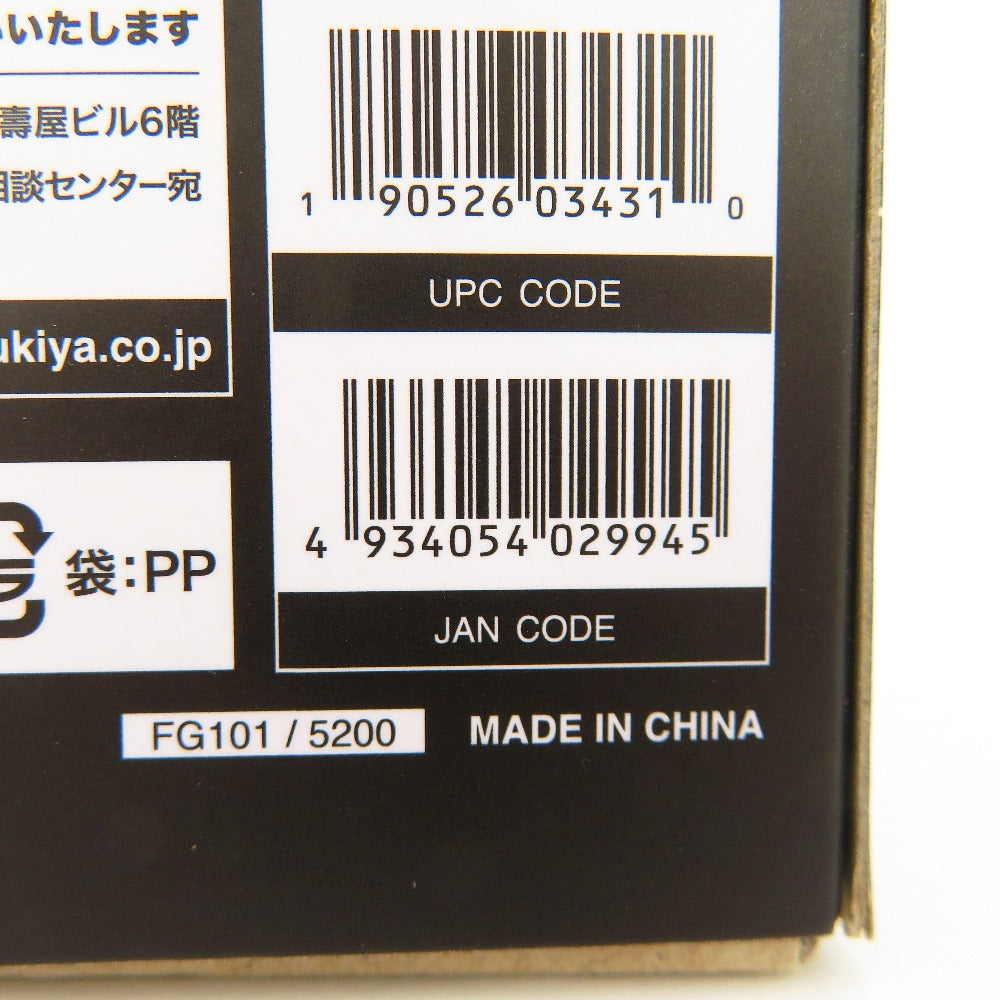 いいたします
壽屋ビル6階
相談センター宛
ukiya.co.jp
袋:PP
1 90526 03431 0
UPC CODE
4 934054 029945
JAN CODE
FG101 / 5200
MADE IN CHINA